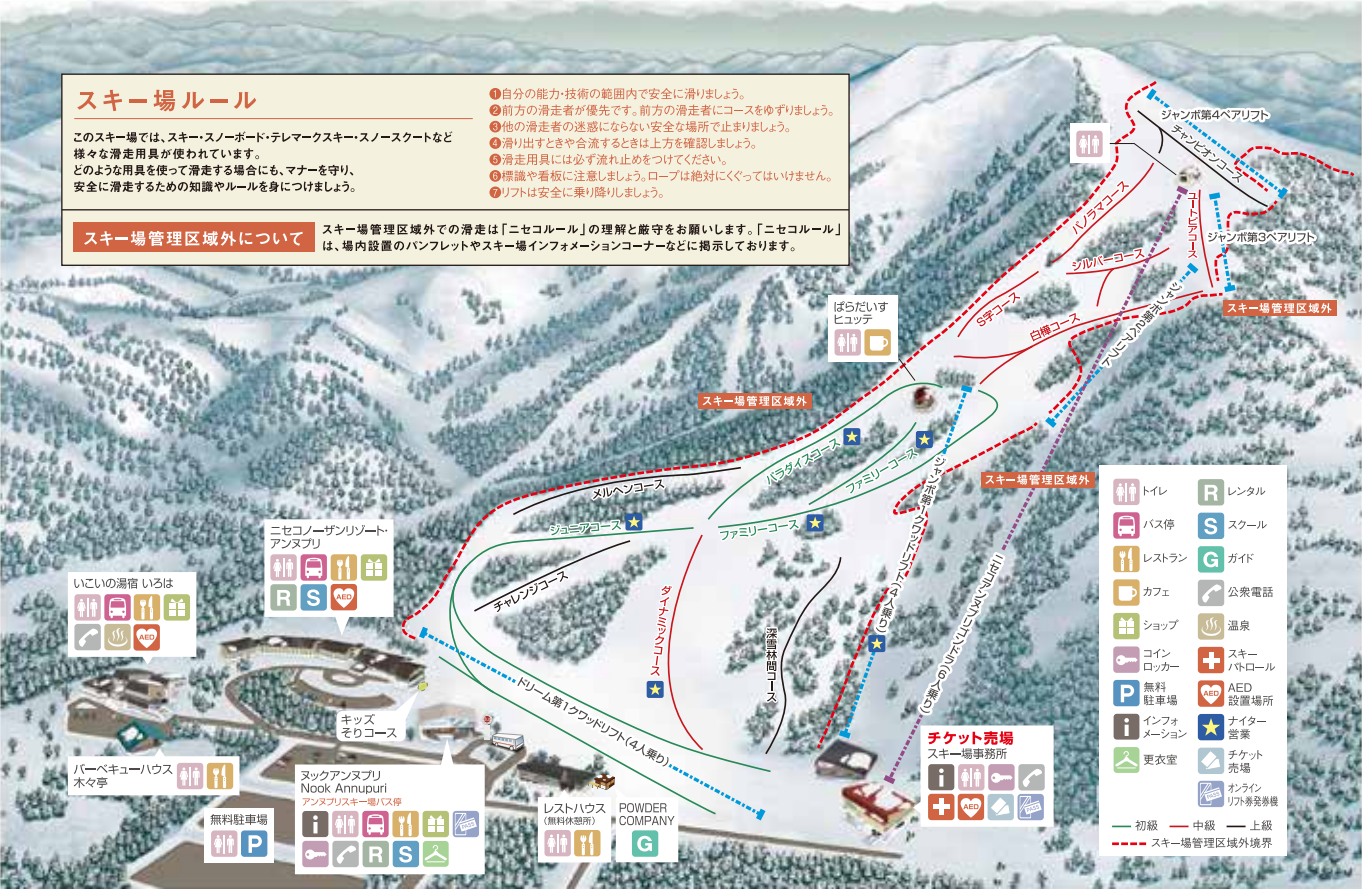 スキー場ルール
このスキー場では、スキー・スノーボード・テレマークスキー・スノースクートなど
様々な滑走用具が使われています。
どのような用具を使って滑走する場合にも、マナーを守り、
安全に滑走するための知識やルールを身につけましょう。
❶自分の能力・技術の範囲内で安全に滑りましょう。
❷前方の滑走者が優先です。前方の滑走者にコースをゆずりましょう。
❸他の滑走者の迷惑にならない安全な場所で止まりましょう。
❹滑り出すときや合流するときは上方を確認しましょう。
❺滑走用具には必ず流れ止めをつけてください。
❻標識や看板に注意しましょう。ロープは絶対にくぐってはいけません。
❼リフトは安全に乗り降りしましょう。
スキー場管理区域外について
スキー場管理区域外での滑走は「ニセコルール」の理解と厳守をお願いします。「ニセコルール」
は、場内設置のパンフレットやスキー場インフォメーションコーナーなどに掲示しております。
ジャンボ第4ペアリフト
チャンピオンコース
パノラマコース
ユートピアコース
ジャンボ第3ペアリフト
シルバーコース
ジャンボ第2ペアリフト
S字コース
白樺コース
スキー場管理区域外
ぱらだいす
ヒュッテ
スキー場管理区域外
パラダイスコース
ファミリーコース
ジャンボ第1クワッドリフト(4人乗り)
スキー場管理区域外
メルヘンコース
ジュニアコース
ファミリーコース
チャレンジコース
ダイナミックコース
深雪林間コース
ニセコアンヌプリゴンドラ(6人乗り)
ドリーム第1クワッドリフト(4人乗り)
ニセコノーザンリゾート・
アンヌプリ
R
S
AED
いこいの湯宿 いろは
AED
キッズ
そりコース
バーベキューハウス
木々亭
無料駐車場
P
ヌックアンヌプリ
Nook Annupuri
アンヌプリスキー場バス停
i
R
S
レストハウス
(無料休憩所)
POWDER
COMPANY
G
チケット売場
スキー場事務所
i
AED
トイレ
R レンタル
バス停
S スクール
レストラン
G ガイド
カフェ
公衆電話
ショップ
温泉
コイン
ロッカー
スキー
パトロール
P 無料
駐車場
AED AED
設置場所
i インフォ
メーション
ナイター
営業
更衣室
チケット
売場
オンライン
リフト券発券機
初級
中級
上級
スキー場管理区域外境界